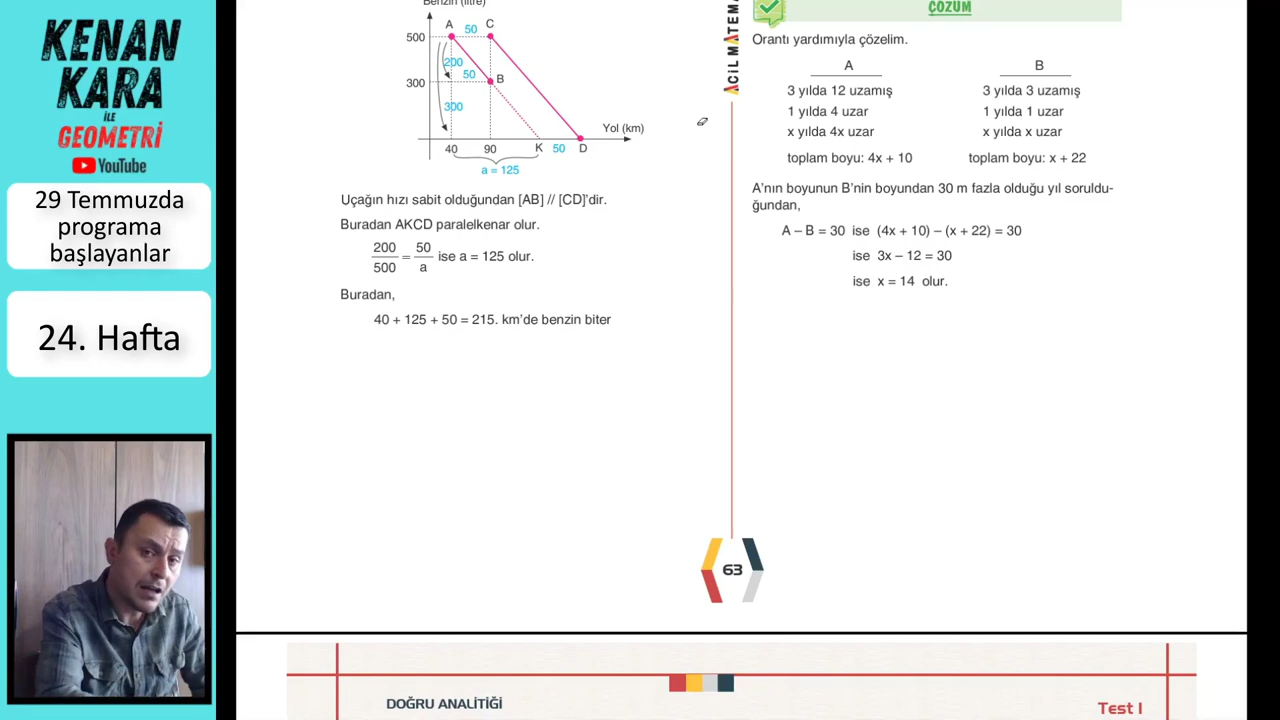 KENAN
KARA
İLE
GEOMETRİ
YouTube
29 Temmuzda
programa
başlayanlar
24. Hafta
Benzin (litre)
A 50 C
500
200
50 B
300
300
Yol (km)
40 90 K 50 D
a = 125
Uçağın hızı sabit olduğundan [AB] // [CD]'dir.
Buradan AKCD paralelkenar olur.
200/500 = 50/a ise a = 125 olur.
Buradan,
40 + 125 + 50 = 215. km'de benzin biter
ACİL MATEMA
ÇÖZÜM
Orantı yardımıyla çözelim.
A B
3 yılda 12 uzamış 3 yılda 3 uzamış
1 yılda 4 uzar 1 yılda 1 uzar
x yılda 4x uzar x yılda x uzar
toplam boyu: 4x + 10 toplam boyu: x + 22
A'nın boyunun B'nin boyundan 30 m fazla olduğu yıl soruldu-
ğundan,
A – B = 30 ise (4x + 10) – (x + 22) = 30
ise 3x – 12 = 30
ise x = 14 olur.
63
DOĞRU ANALİTİĞİ
Test 1